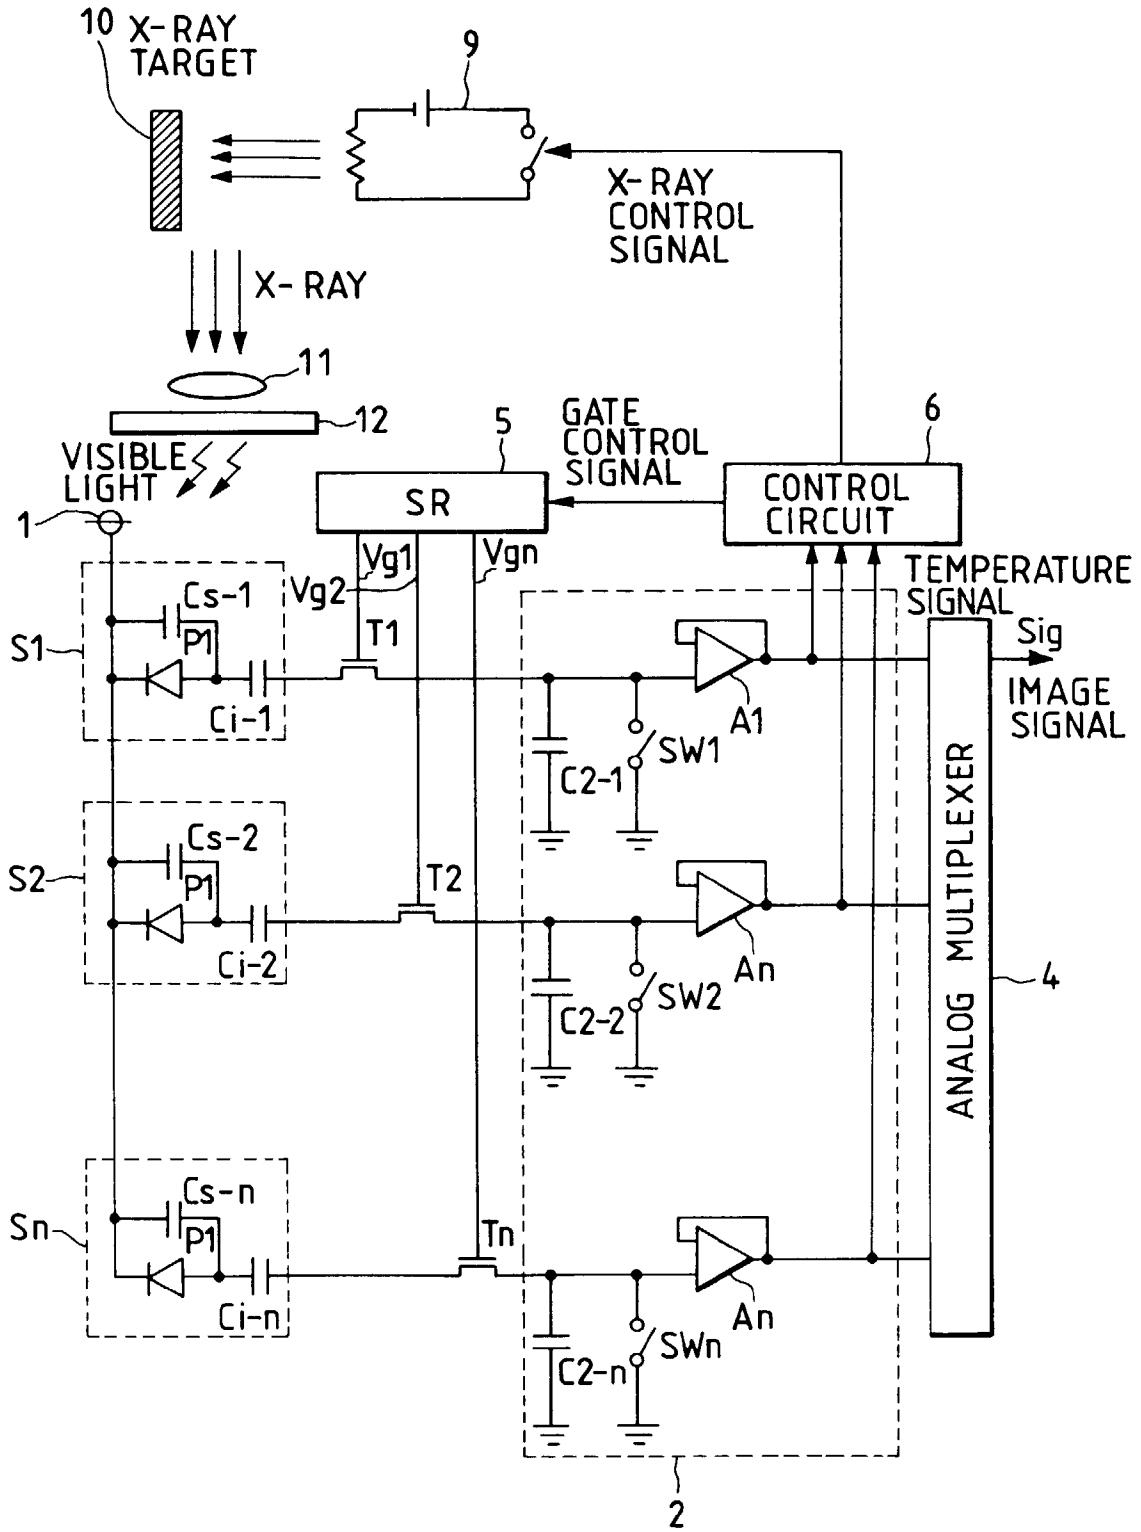 10 X-RAY
TARGET
9
X-RAY
CONTROL
SIGNAL
X-RAY
11
12
VISIBLE
LIGHT
1
5
SR
GATE
CONTROL
SIGNAL
6
CONTROL
CIRCUIT
Vg1
Vg2
Vgn
TEMPERATURE
SIGNAL
Sig
IMAGE
SIGNAL
S1
Cs-1
P1
Ci-1
T1
C2-1
SW1
A1
S2
Cs-2
P1
Ci-2
T2
C2-2
SW2
An
ANALOG MULTIPLEXER
4
Sn
Cs-n
P1
Ci-n
Tn
C2-n
SWn
An
2